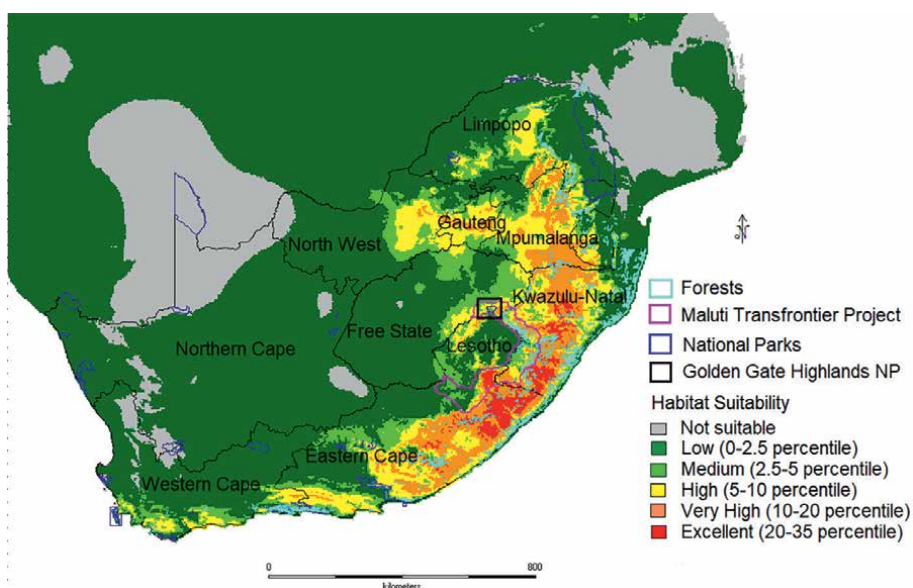 Limpopo
Gauteng
North West
Mpumalanga
Kwazulu-Natal
Free State
Lesotho
Northern Cape
Eastern Cape
Western Cape
N
Forests
Maluti Transfrontier Project
National Parks
Golden Gate Highlands NP
Habitat Suitability
Not suitable
Low (0-2.5 percentile)
Medium (2.5-5 percentile)
High (5-10 percentile)
Very High (10-20 percentile)
Excellent (20-35 percentile)
0 800
kilometers